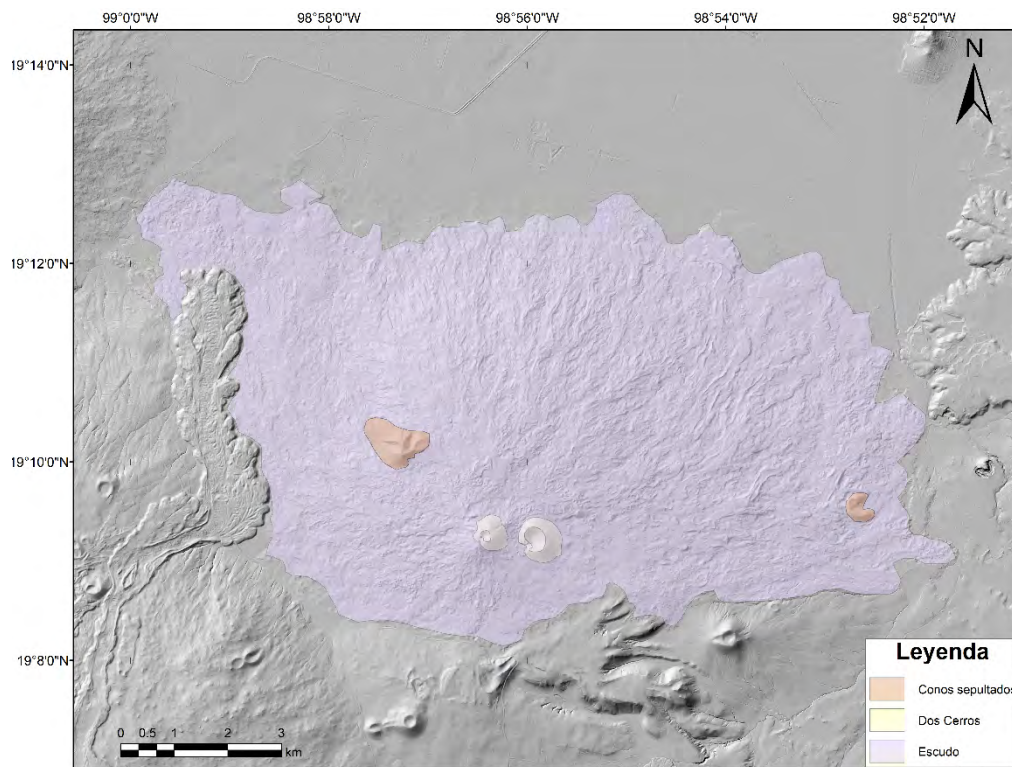 99°0'0"W 98°58'0"W 98°56'0"W 98°54'0"W 98°52'0"W
19°14'0"N
N
19°12'0"N
19°10'0"N
19°8'0"N
Leyenda
Conos sepultados
Dos Cerros
Escudo
0 0.5 1 2 3
km